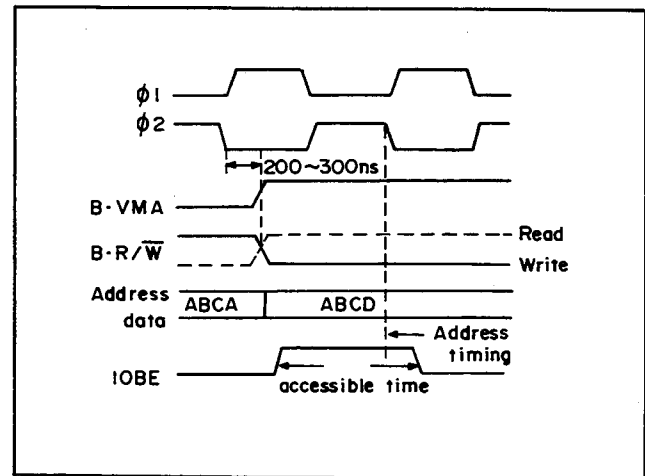 ϕ1
ϕ2
200~300ns
B·VMA
B·R/W̅
Read
Write
Address
data
ABCA
ABCD
Address
timing
IOBE
accessible time